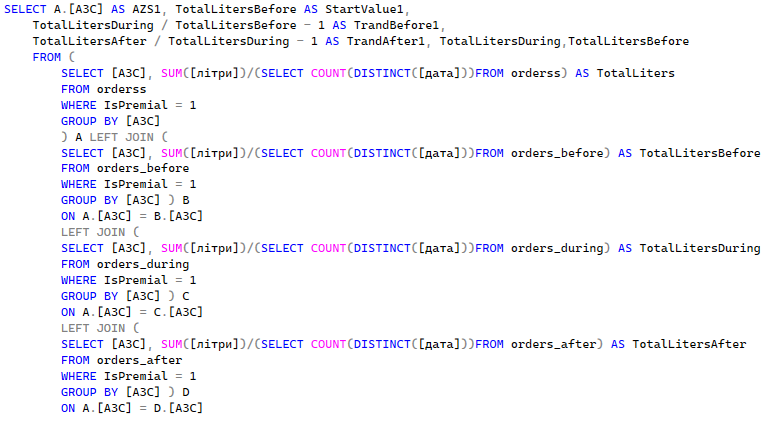 SELECT A.[АЗС] AS AZS1, TotalLitersBefore AS StartValue1,
TotalLitersDuring / TotalLitersBefore - 1 AS TrandBefore1,
TotalLitersAfter / TotalLitersDuring - 1 AS TrandAfter1, TotalLitersDuring,TotalLitersBefore
FROM (
SELECT [АЗС], SUM([літри])/(SELECT COUNT(DISTINCT([дата]))FROM orderss) AS TotalLiters
FROM orderss
WHERE IsPremial = 1
GROUP BY [АЗС]
) A LEFT JOIN (
SELECT [АЗС], SUM([літри])/(SELECT COUNT(DISTINCT([дата]))FROM orders_before) AS TotalLitersBefore
FROM orders_before
WHERE IsPremial = 1
GROUP BY [АЗС] ) B
ON A.[АЗС] = B.[АЗС]
LEFT JOIN (
SELECT [АЗС], SUM([літри])/(SELECT COUNT(DISTINCT([дата]))FROM orders_during) AS TotalLitersDuring
FROM orders_during
WHERE IsPremial = 1
GROUP BY [АЗС] ) C
ON A.[АЗС] = C.[АЗС]
LEFT JOIN (
SELECT [АЗС], SUM([літри])/(SELECT COUNT(DISTINCT([дата]))FROM orders_after) AS TotalLitersAfter
FROM orders_after
WHERE IsPremial = 1
GROUP BY [АЗС] ) D
ON A.[АЗС] = D.[АЗС]